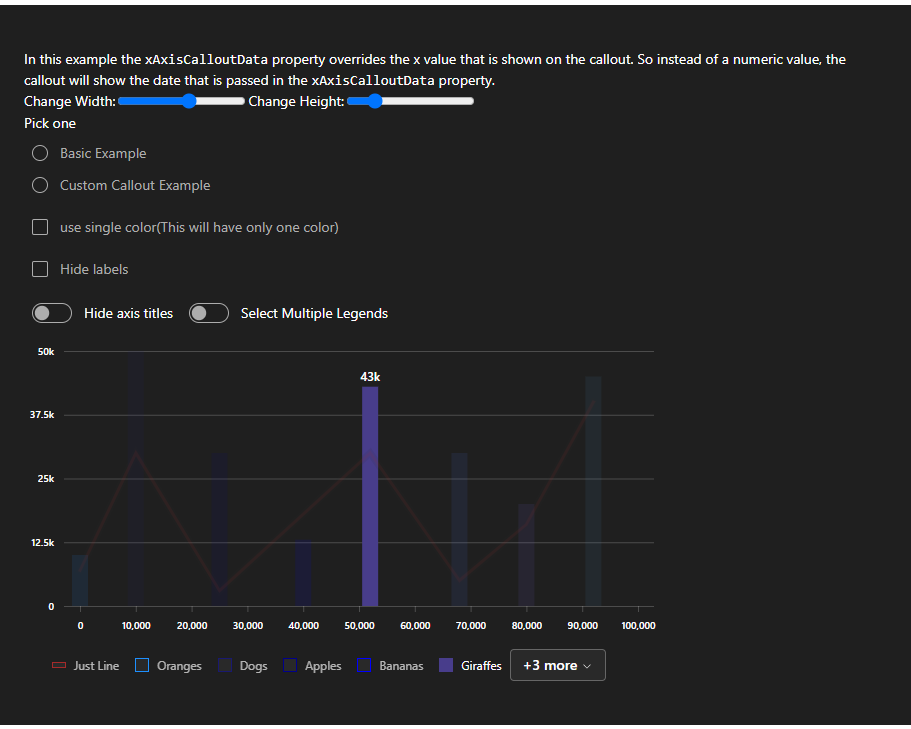 In this example the xAxisCalloutData property overrides the x value that is shown on the callout. So instead of a numeric value, the
callout will show the date that is passed in the xAxisCalloutData property.
Change Width: Change Height:
Pick one
Basic Example
Custom Callout Example
use single color(This will have only one color)
Hide labels
Hide axis titles Select Multiple Legends
50k
43k
37.5k
25k
12.5k
0
0 10,000 20,000 30,000 40,000 50,000 60,000 70,000 80,000 90,000 100,000
Just Line Oranges Dogs Apples Bananas Giraffes +3 more